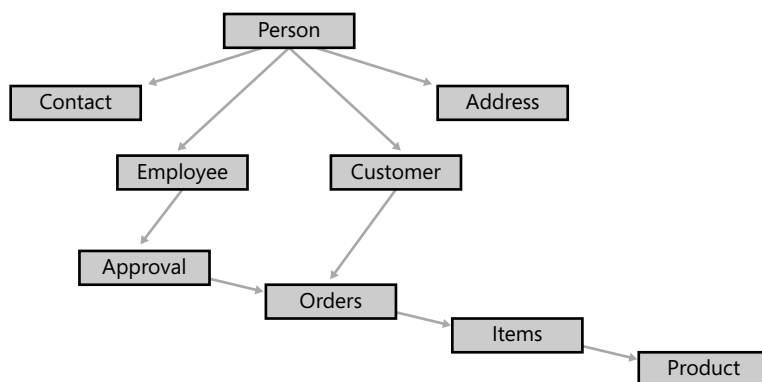 Person
Contact
Address
Employee
Customer
Approval
Orders
Items
Product